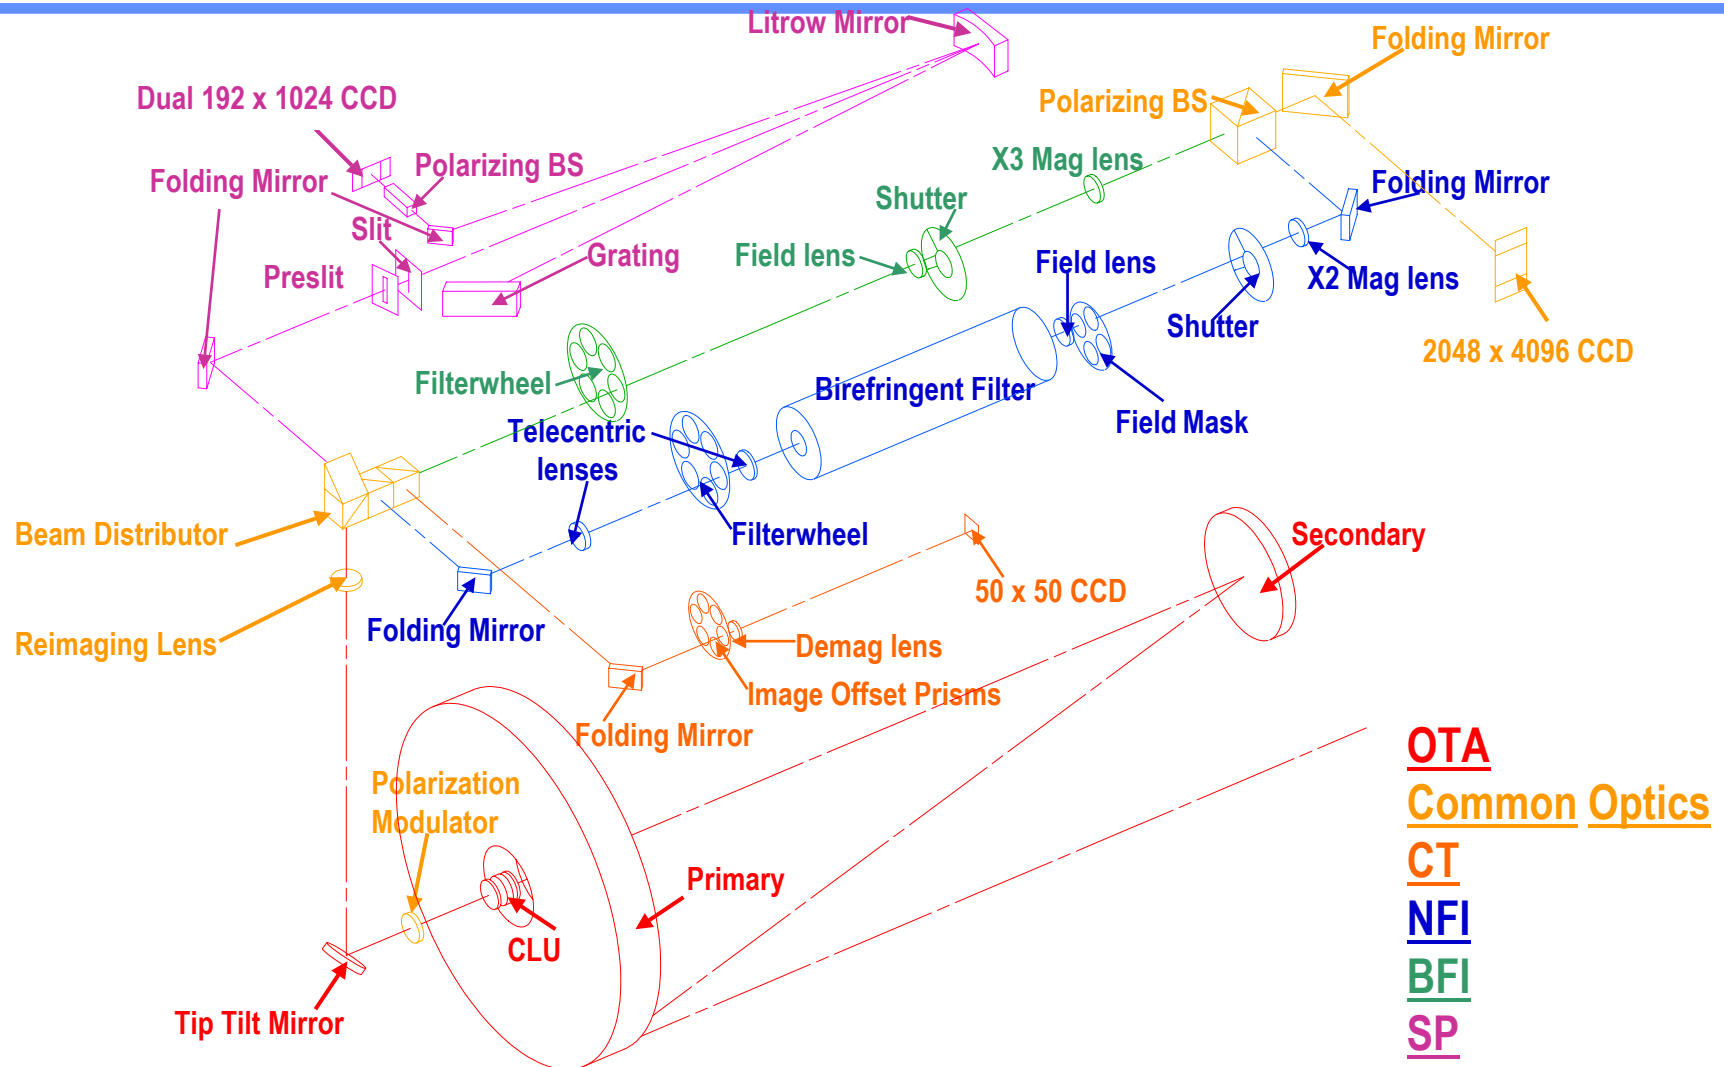 Litrow Mirror
Folding Mirror
Dual 192 x 1024 CCD
Polarizing BS
X3 Mag lens
Polarizing BS
Folding Mirror
Folding Mirror
Shutter
Slit
Field lens
Grating
Field lens
Preslit
X2 Mag lens
Shutter
2048 x 4096 CCD
Filterwheel
Birefringent Filter
Field Mask
Telecentric
lenses
Beam Distributor
Filterwheel
Secondary
50 x 50 CCD
Folding Mirror
Reimaging Lens
Demag lens
Image Offset Prisms
Folding Mirror
Polarization
Modulator
Primary
CLU
Tip Tilt Mirror
OTA
Common Optics
CT
NFI
BFI
SP